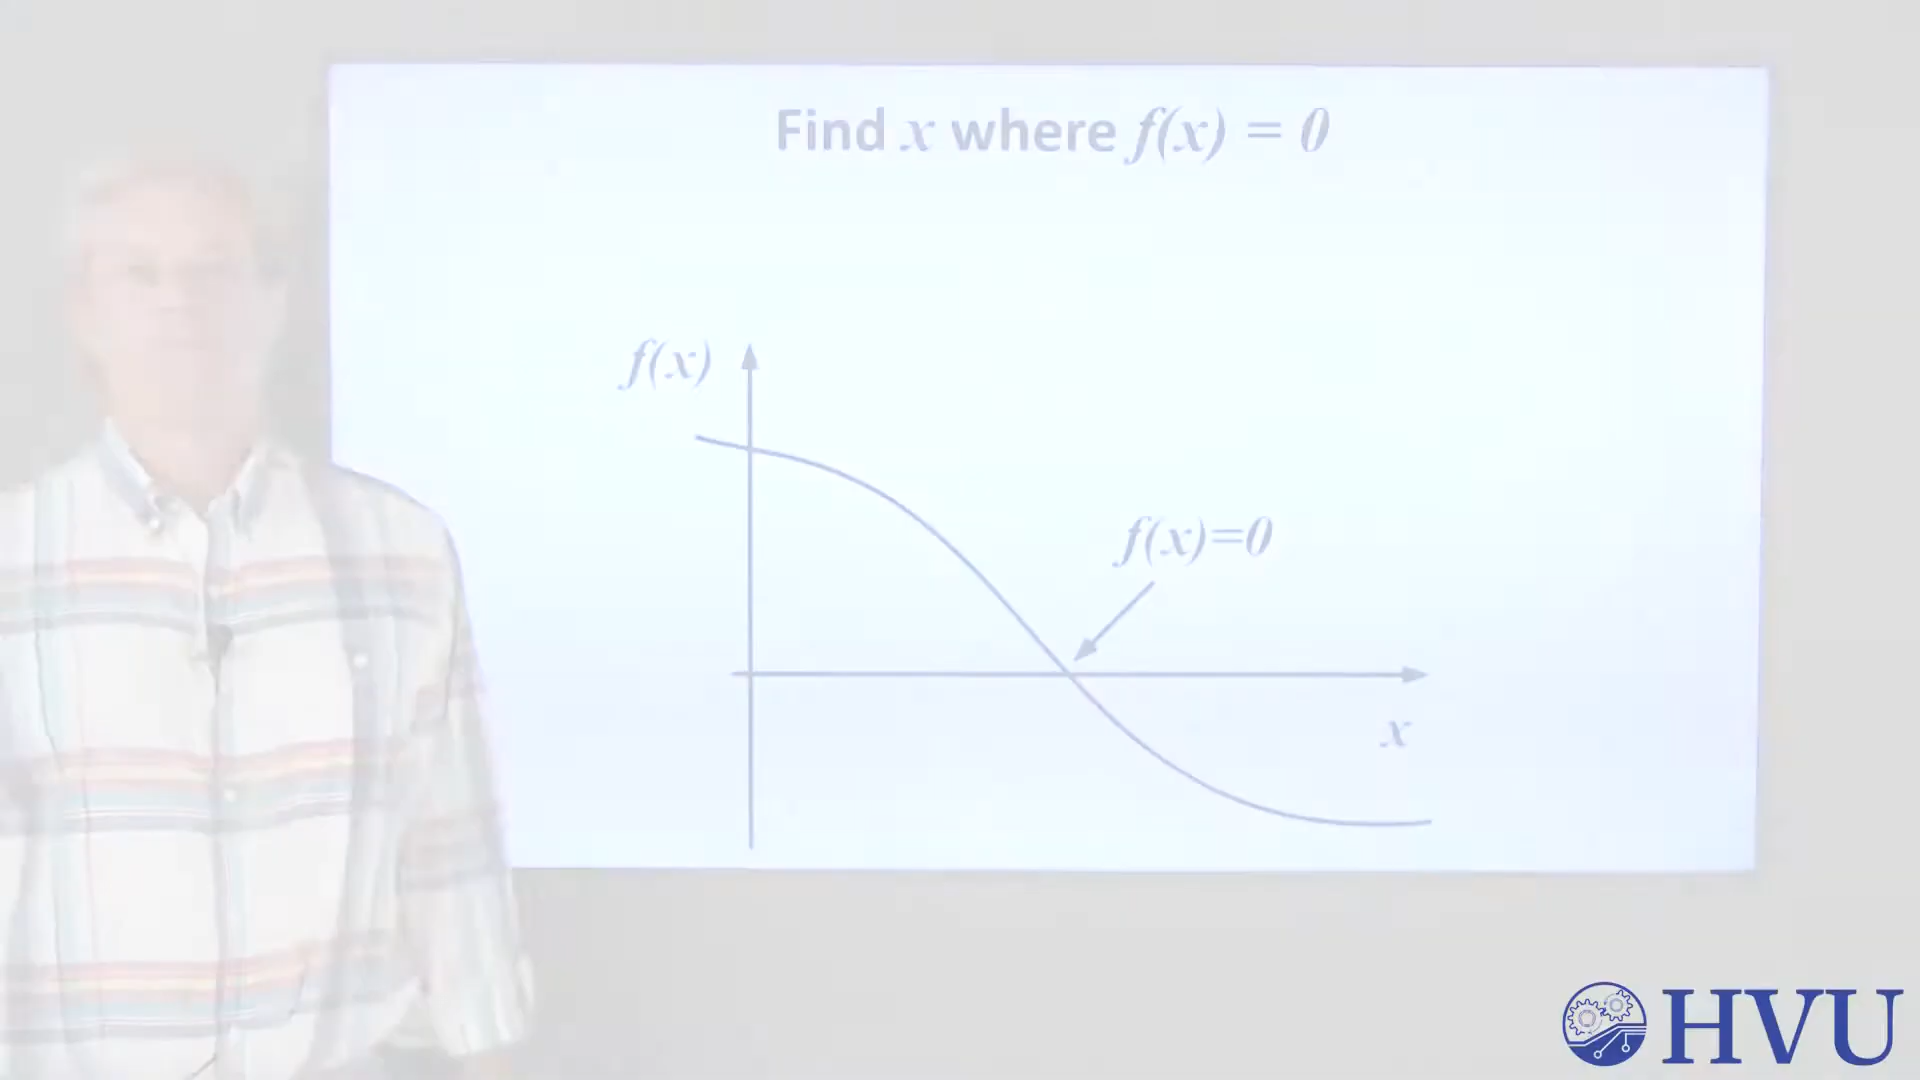 Find x where f(x) = 0
f(x)
f(x)=0
x
HVU